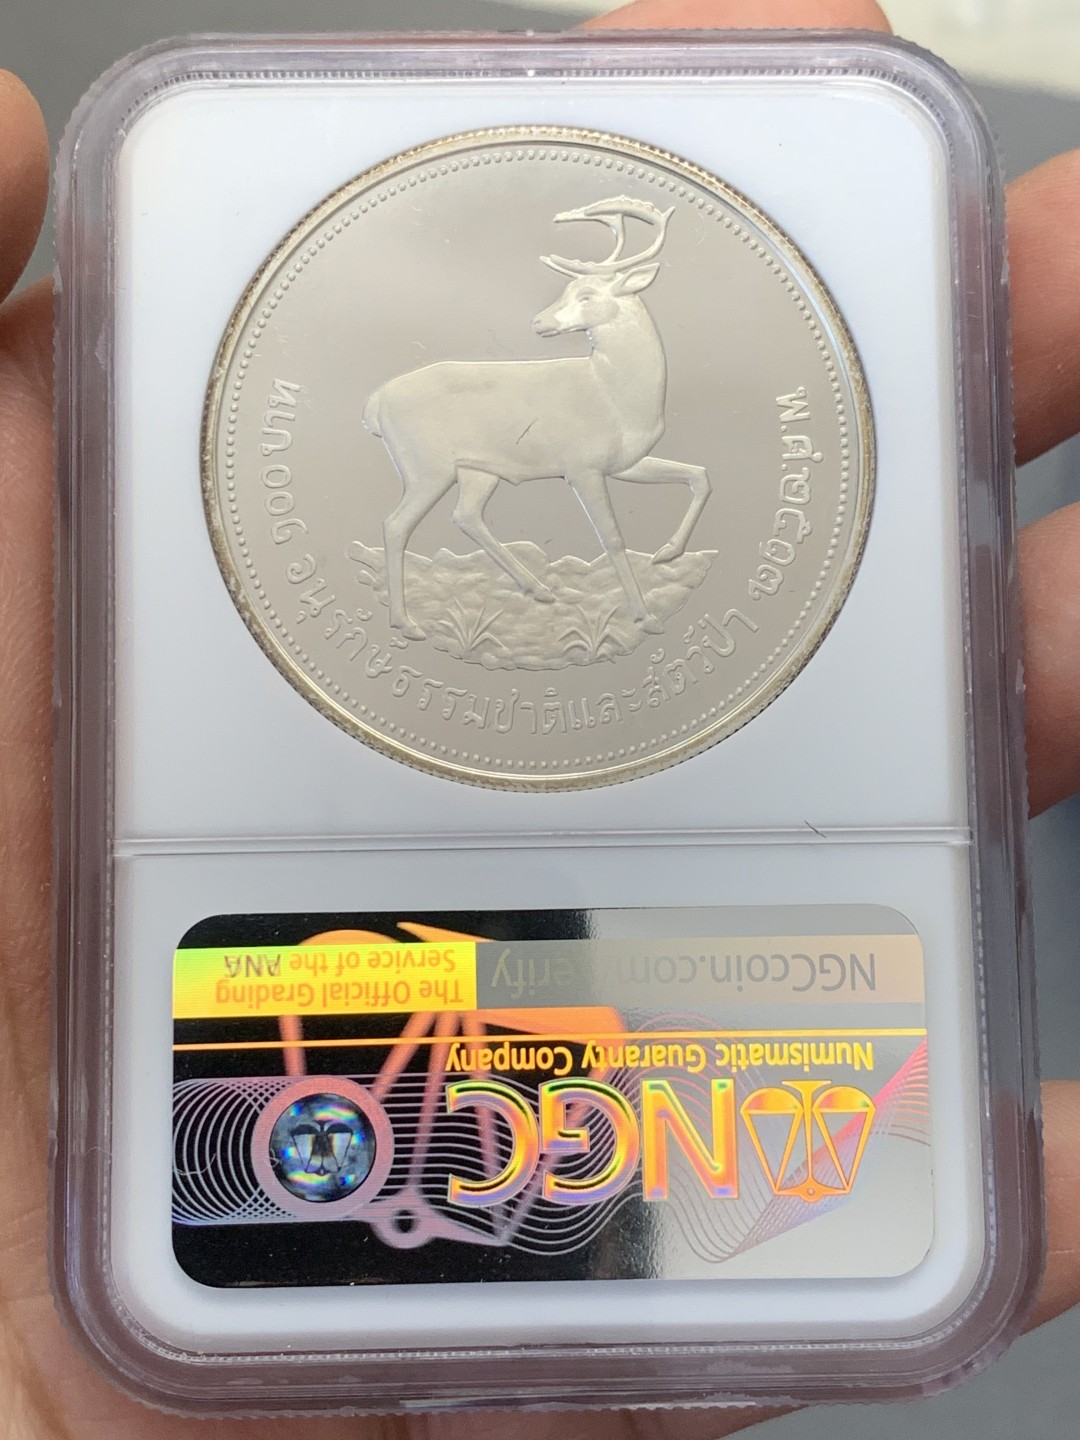 ๑๐๐ บาท อนุรักษ์ธรรมชาติและสัตว์ป่า พ.ศ.๒๕๑๗
NGCcoin.com/verify
The Official Grading
Service of the ANA
Numismatic Guaranty Company
NGC